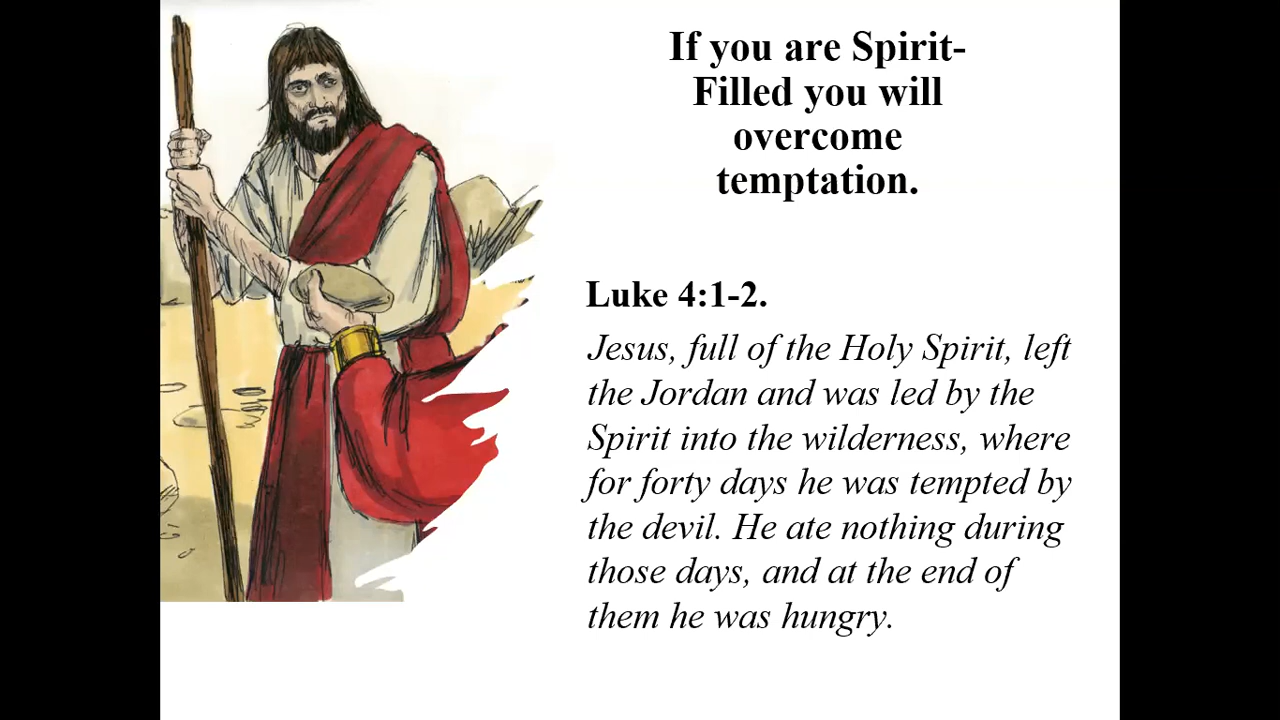 If you are Spirit-
Filled you will
overcome
temptation.
Luke 4:1-2.
Jesus, full of the Holy Spirit, left
the Jordan and was led by the
Spirit into the wilderness, where
for forty days he was tempted by
the devil. He ate nothing during
those days, and at the end of
them he was hungry.